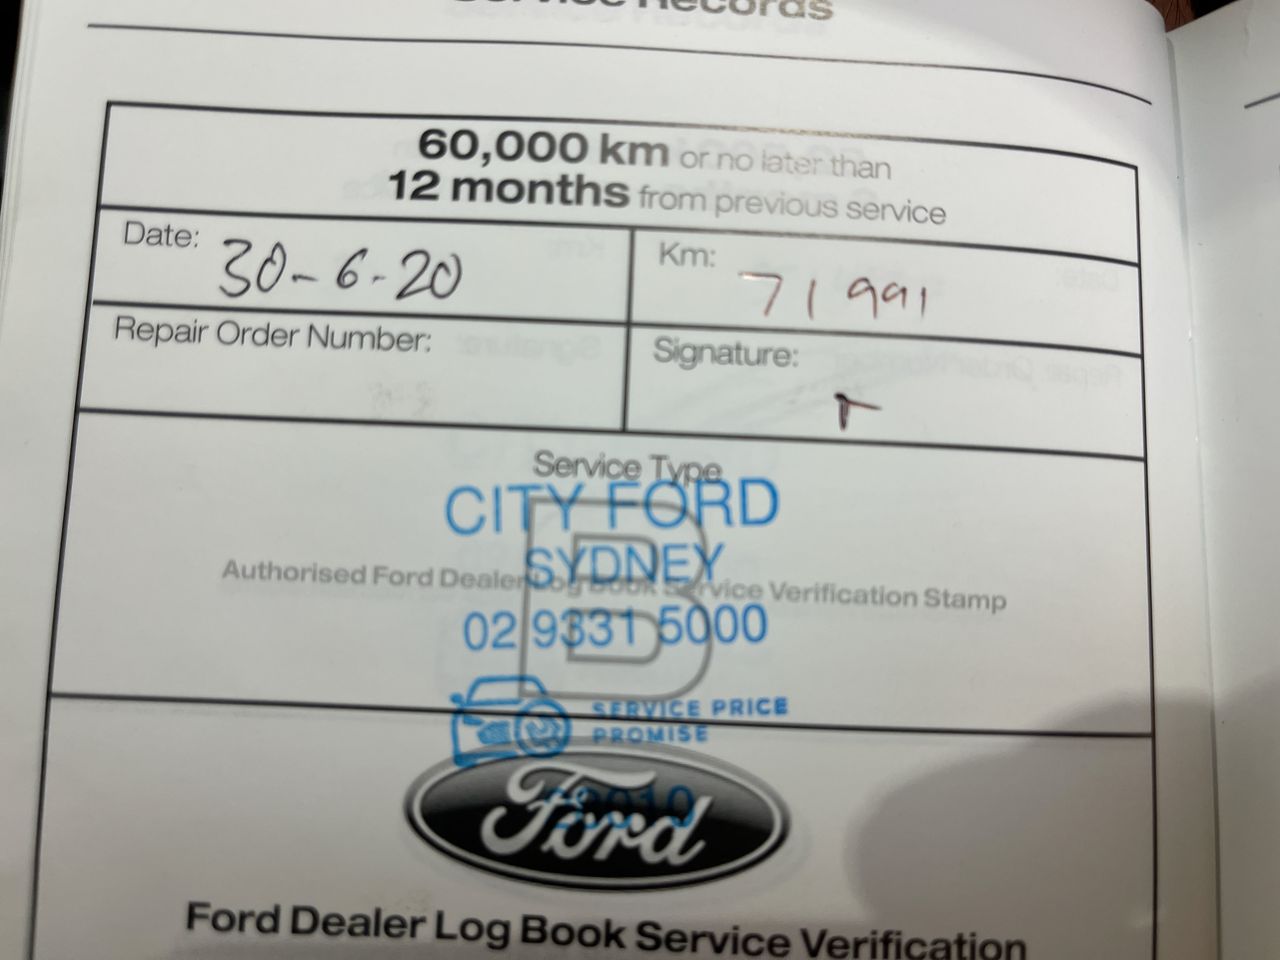 Service Records
60,000 km or no later than
12 months from previous service
Date: 30-6-20
Km: 71991
Repair Order Number:
Signature:
Service Type
B
CITY FORD
SYDNEY
Authorised Ford Dealer Log Book Service Verification Stamp
02 9331 5000
SERVICE PRICE
PROMISE
Ford
Ford Dealer Log Book Service Verification